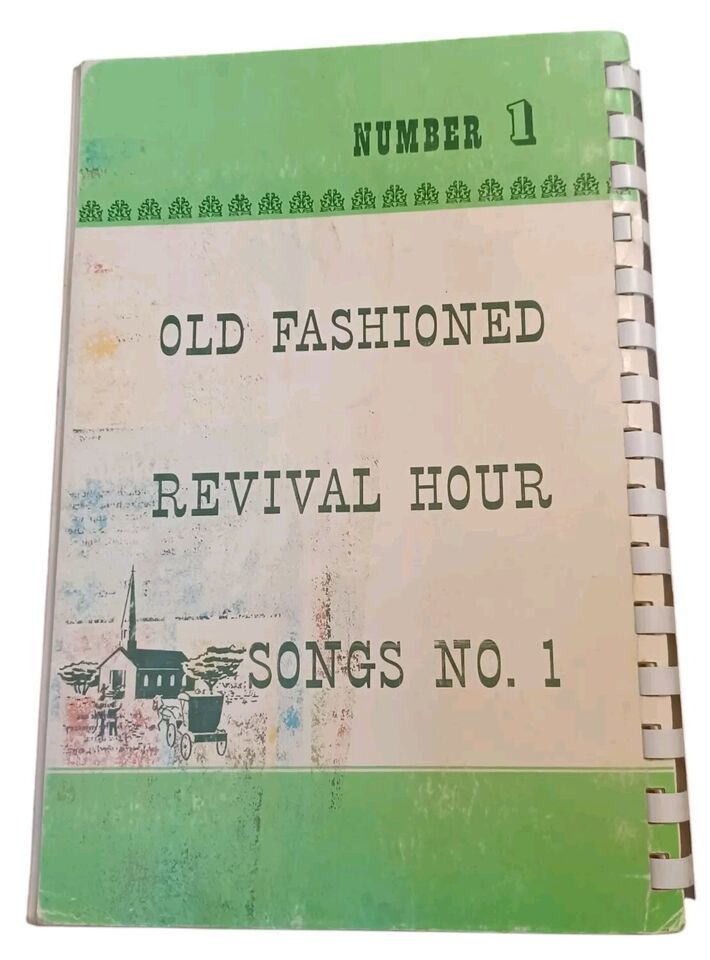 NUMBER 1
OLD FASHIONED
REVIVAL HOUR
SONGS NO. 1